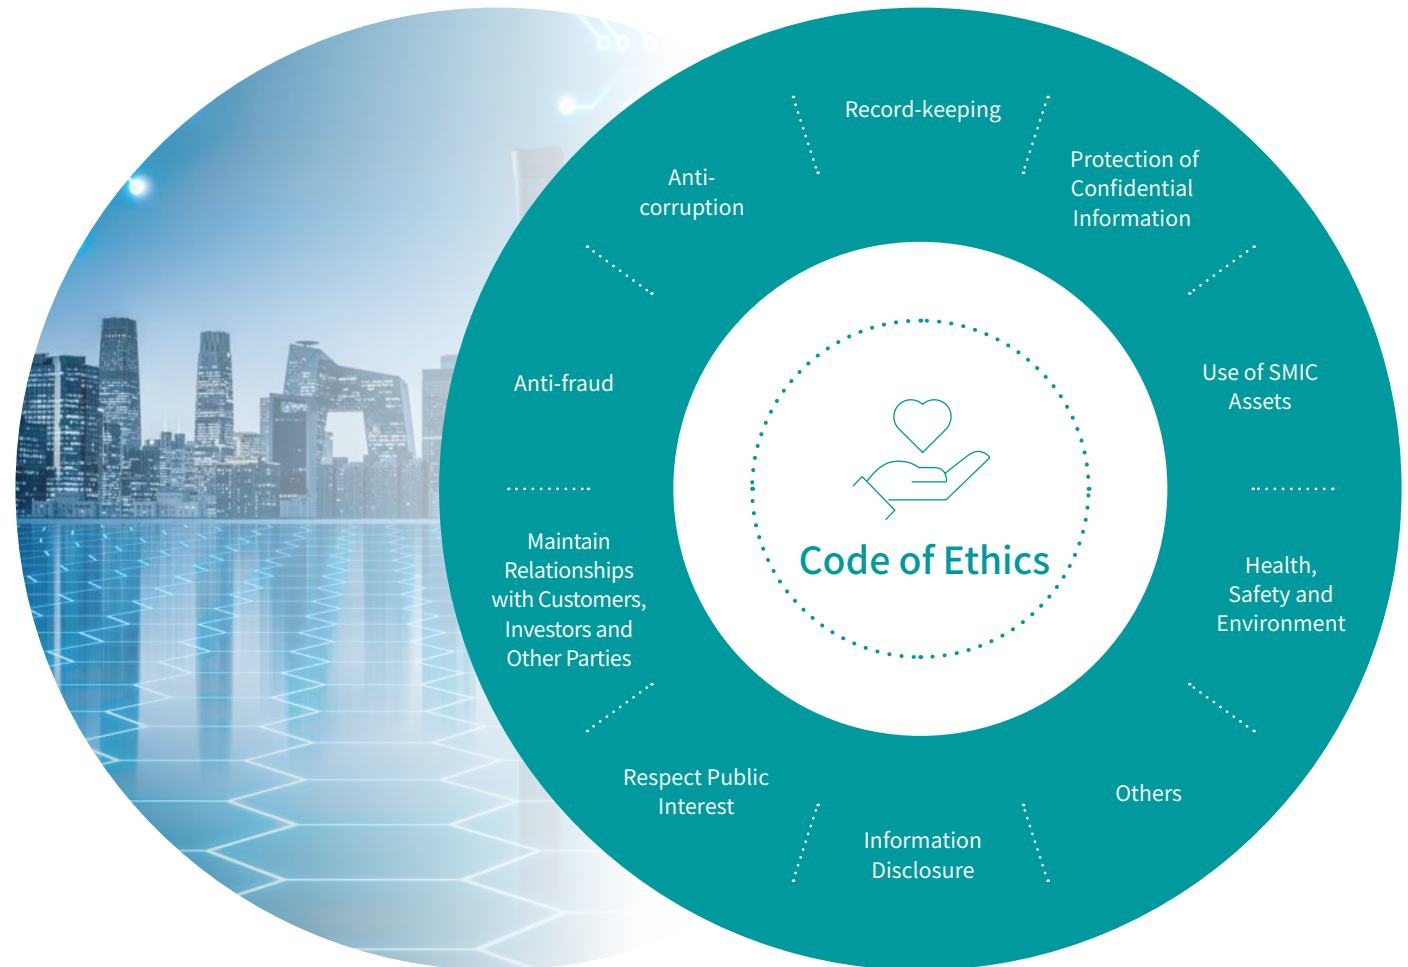 Record-keeping
Protection of
Confidential
Information
Use of SMIC
Assets
Health,
Safety and
Environment
Others
Information
Disclosure
Respect Public
Interest
Maintain
Relationships
with Customers,
Investors and
Other Parties
Anti-fraud
Anti-
corruption
Code of Ethics